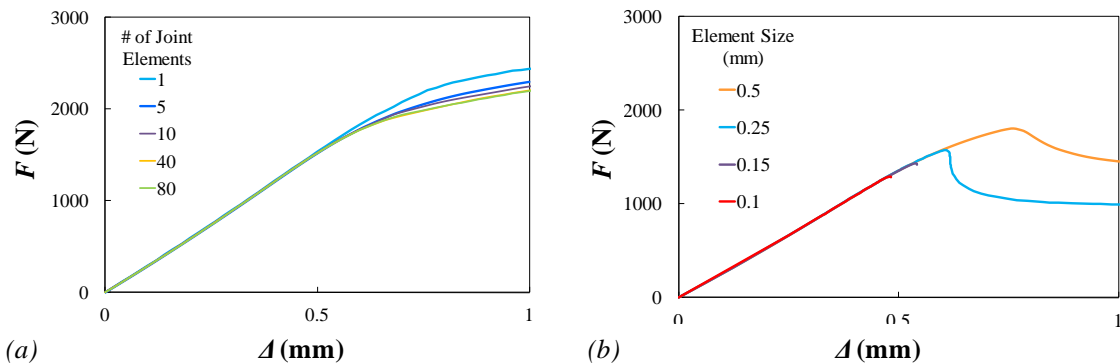 3000
2000
1000
0
F (N)
# of Joint
Elements
1
5
10
40
80
0
0.5
1
(a)
Δ (mm)
3000
2000
1000
0
F (N)
Element Size
(mm)
0.5
0.25
0.15
0.1
0
0.5
1
(b)
Δ (mm)